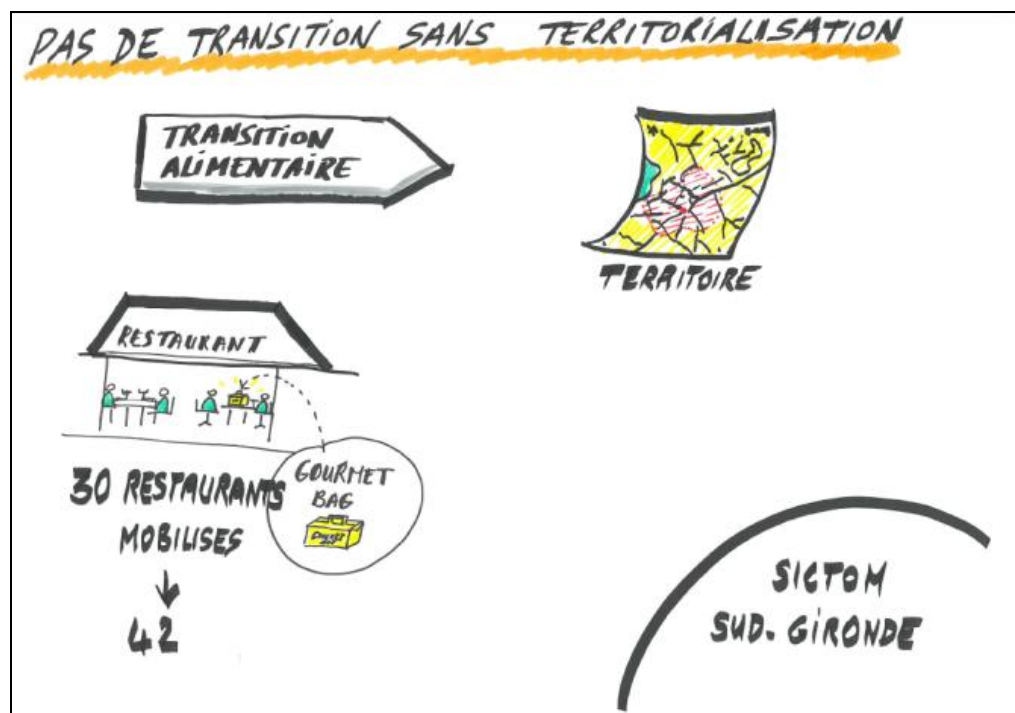 PAS DE TRANSITION SANS TERRITORIALISATION
TRANSITION
ALIMENTAIRE
TERRITOIRE
RESTAURANT
30 RESTAURANTS
MOBILISES
42
GOURMET
BAG
SICTOM
SUD. GIRONDE